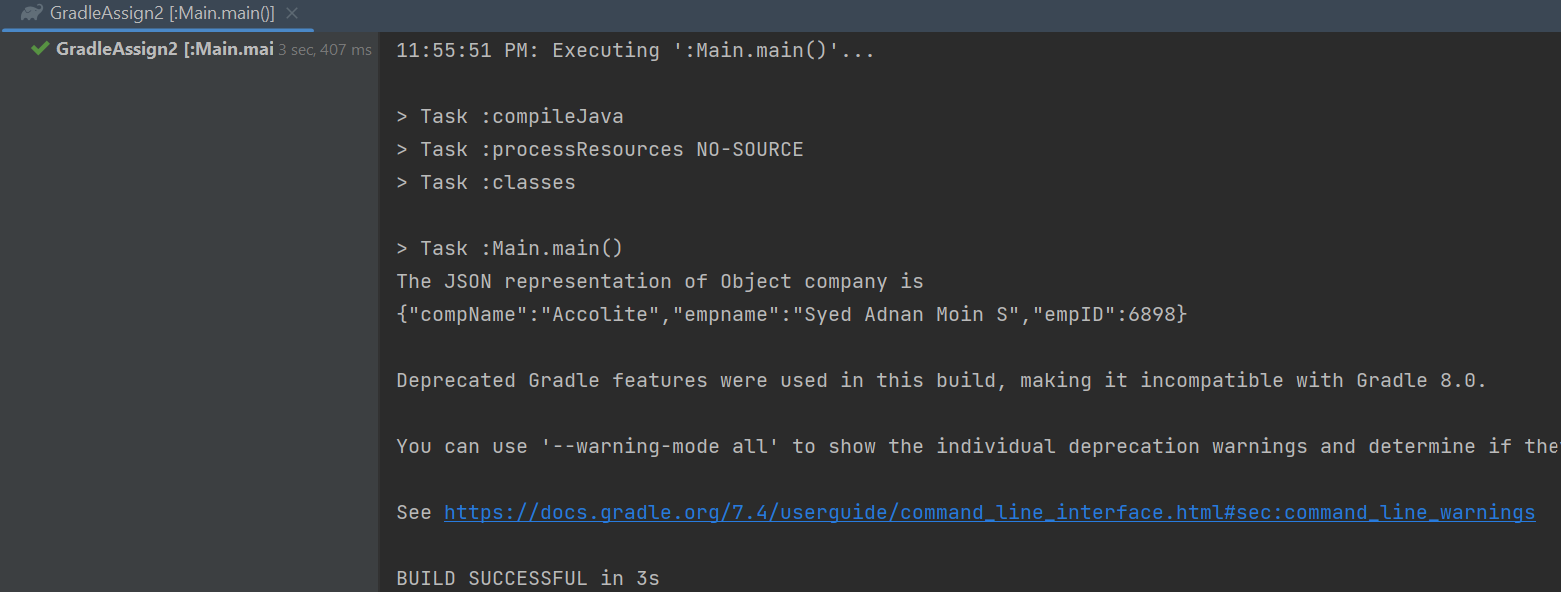 GradleAssign2 [:Main.main()]
GradleAssign2 [:Main.mai 3 sec, 407 ms
11:55:51 PM: Executing ':Main.main()'...
> Task :compileJava
> Task :processResources NO-SOURCE
> Task :classes
> Task :Main.main()
The JSON representation of Object company is
{"compName":"Accolite","empname":"Syed Adnan Moin S","empID":6898}
Deprecated Gradle features were used in this build, making it incompatible with Gradle 8.0.
You can use '--warning-mode all' to show the individual deprecation warnings and determine if the
See https://docs.gradle.org/7.4/userguide/command_line_interface.html#sec:command_line_warnings
BUILD SUCCESSFUL in 3s